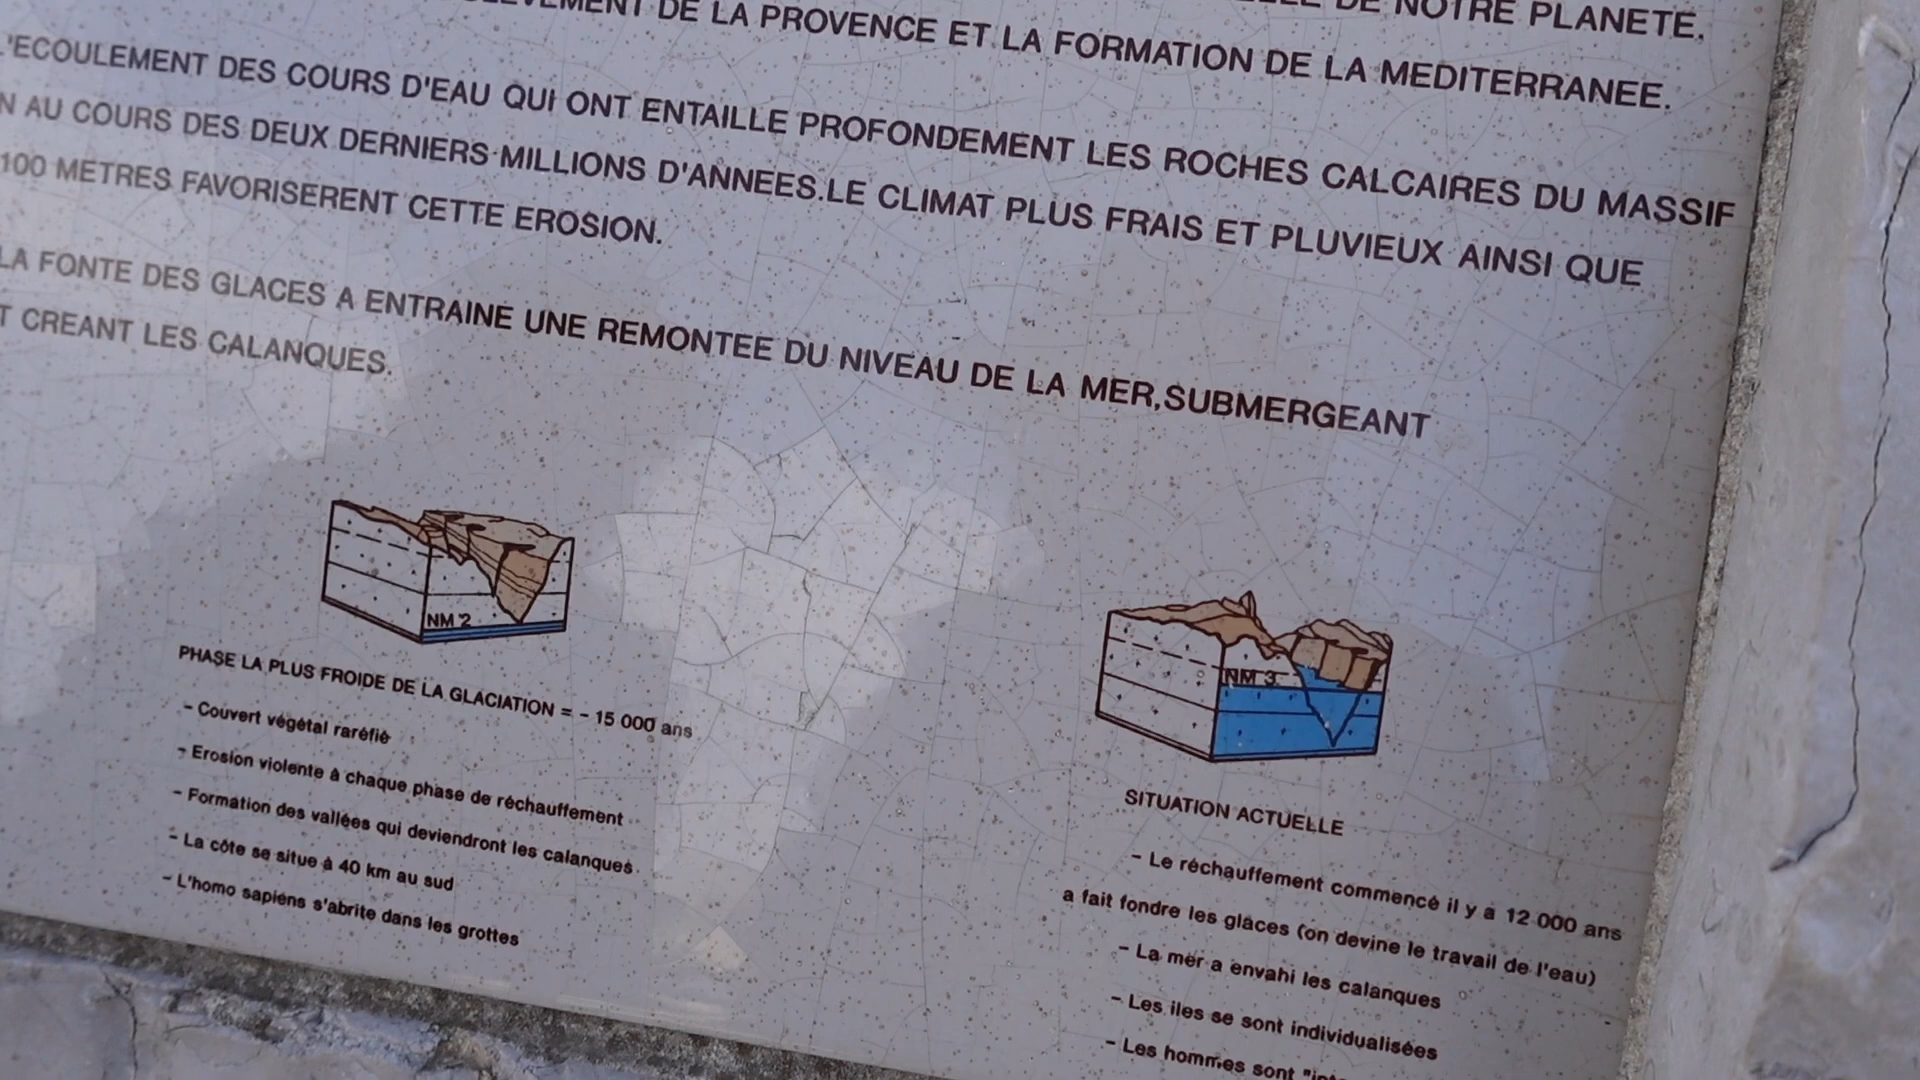 DE NOTRE PLANETE.
DE LA PROVENCE ET LA FORMATION DE LA MEDITERRANEE.
L'ECOULEMENT DES COURS D'EAU QUI ONT ENTAILLE PROFONDEMENT LES ROCHES CALCAIRES DU MASSIF
N AU COURS DES DEUX DERNIERS MILLIONS D'ANNEES.LE CLIMAT PLUS FRAIS ET PLUVIEUX AINSI QUE
100 METRES FAVORISERENT CETTE EROSION.
LA FONTE DES GLACES A ENTRAINE UNE REMONTEE DU NIVEAU DE LA MER,SUBMERGEANT
T CREANT LES CALANQUES.
NM 2
PHASE LA PLUS FROIDE DE LA GLACIATION = - 15 000 ans
- Couvert végétal raréfié
- Erosion violente à chaque phase de réchauffement
- Formation des vallées qui deviendront les calanques
- La côte se situe à 40 km au sud
- L'homo sapiens s'abrite dans les grottes
NM 3
SITUATION ACTUELLE
- Le réchauffement commencé il y a 12 000 ans
a fait fondre les glaces (on devine le travail de l'eau)
- La mer a envahi les calanques
- Les iles se sont individualisées
- Les hommes sont